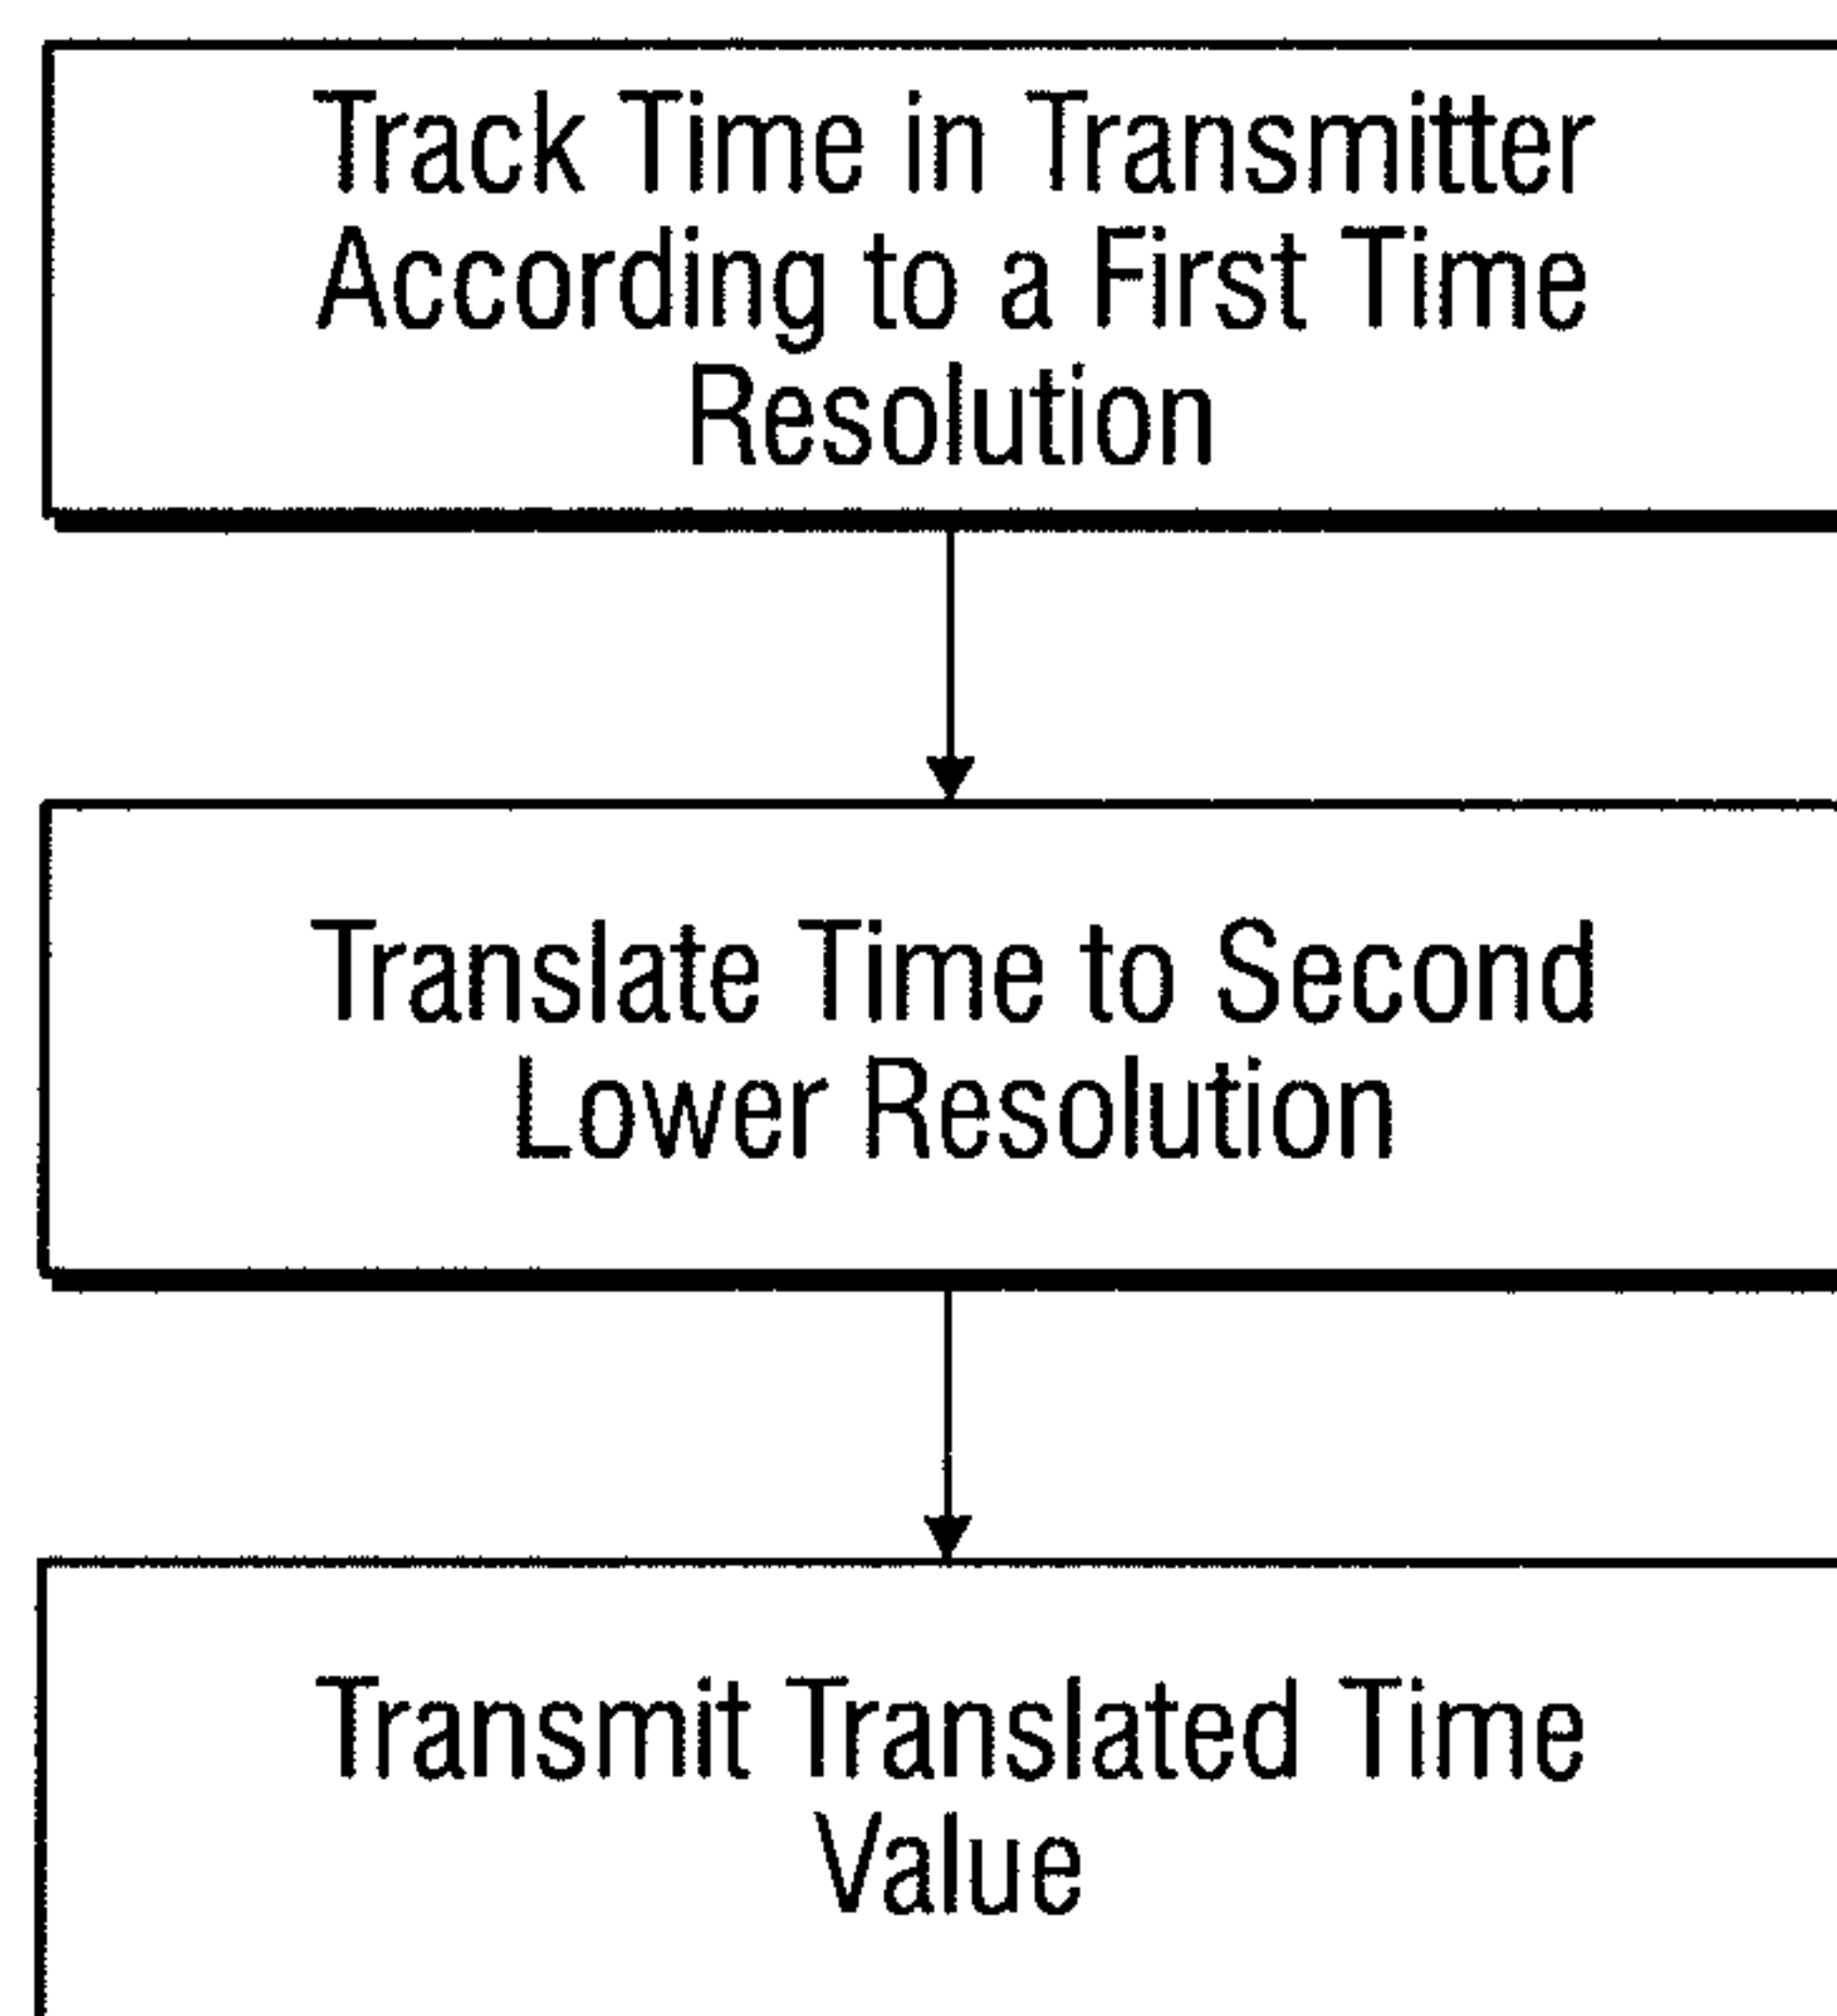 Track Time in Transmitter
According to a First Time
Resolution
Translate Time to Second
Lower Resolution
Transmit Translated Time
Value